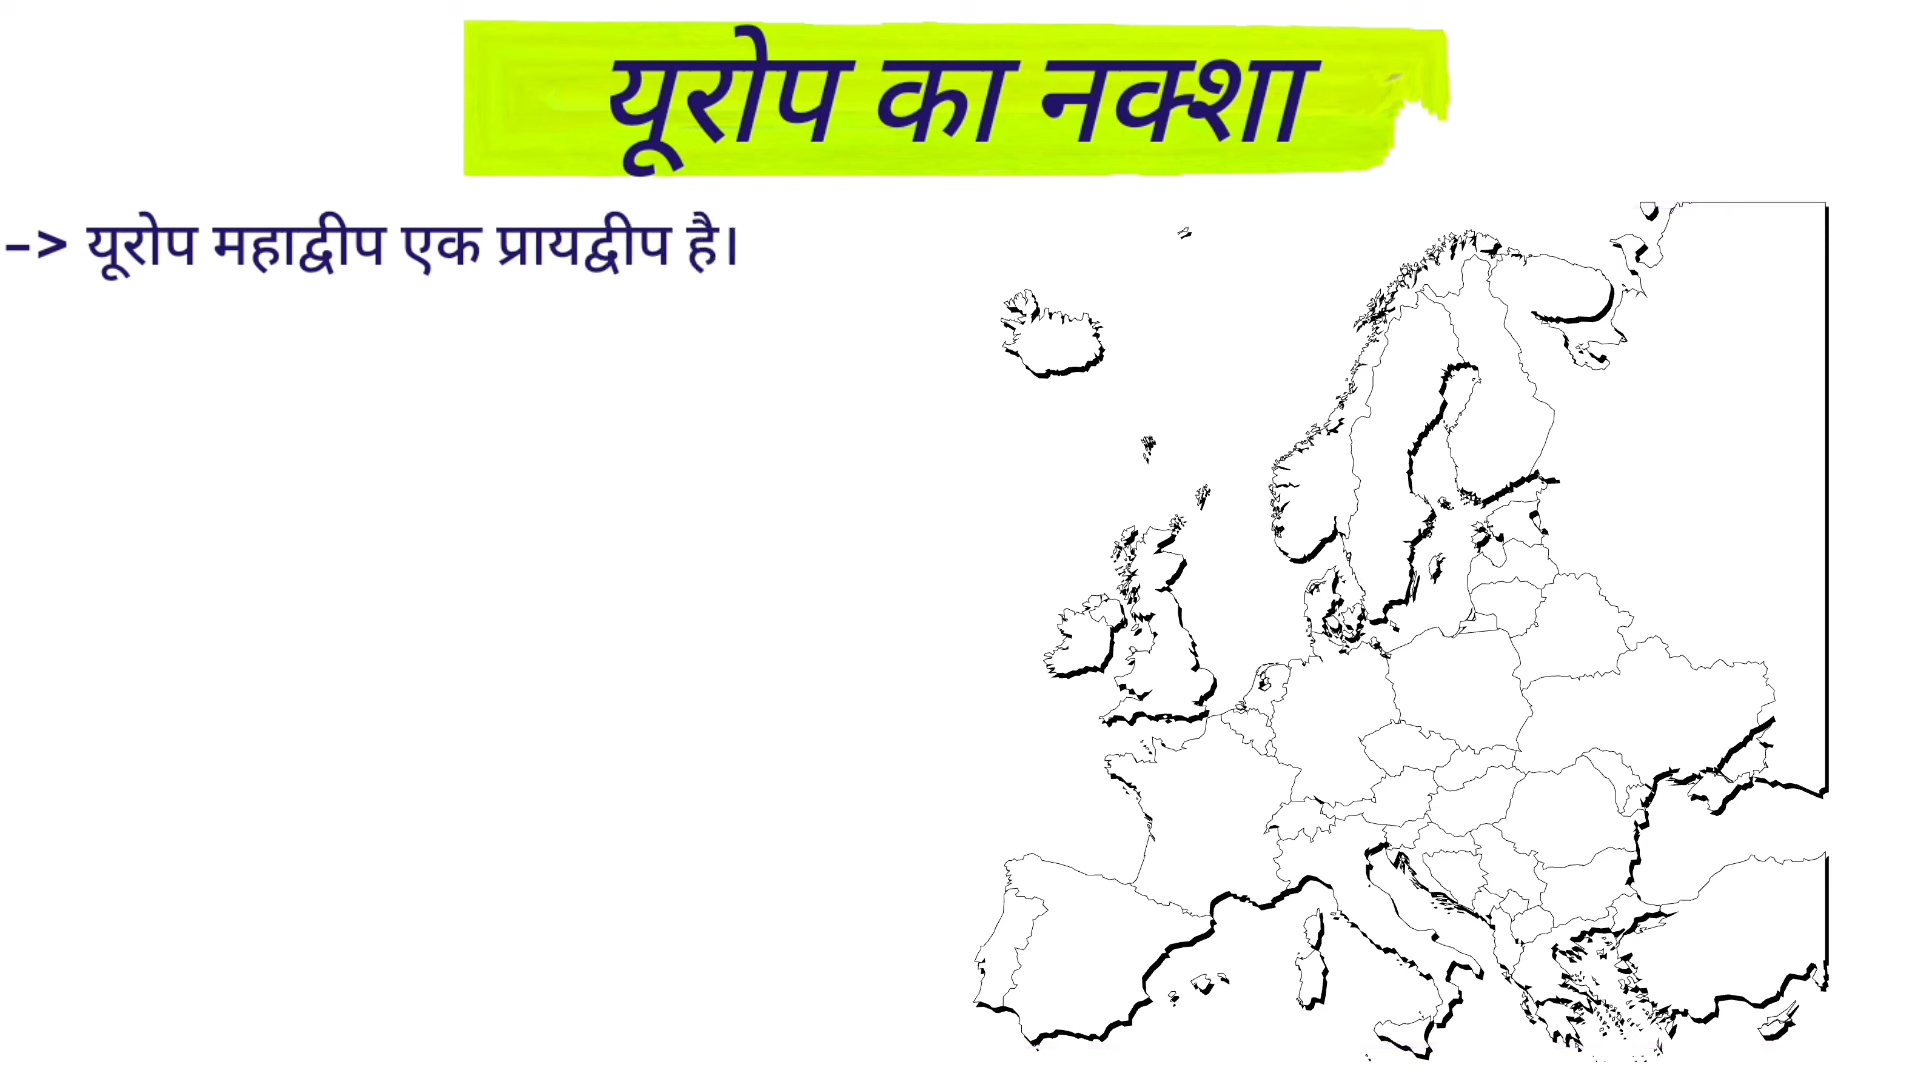 यूरोप का नक्शा
-> यूरोप महाद्वीप एक प्रायद्वीप है।